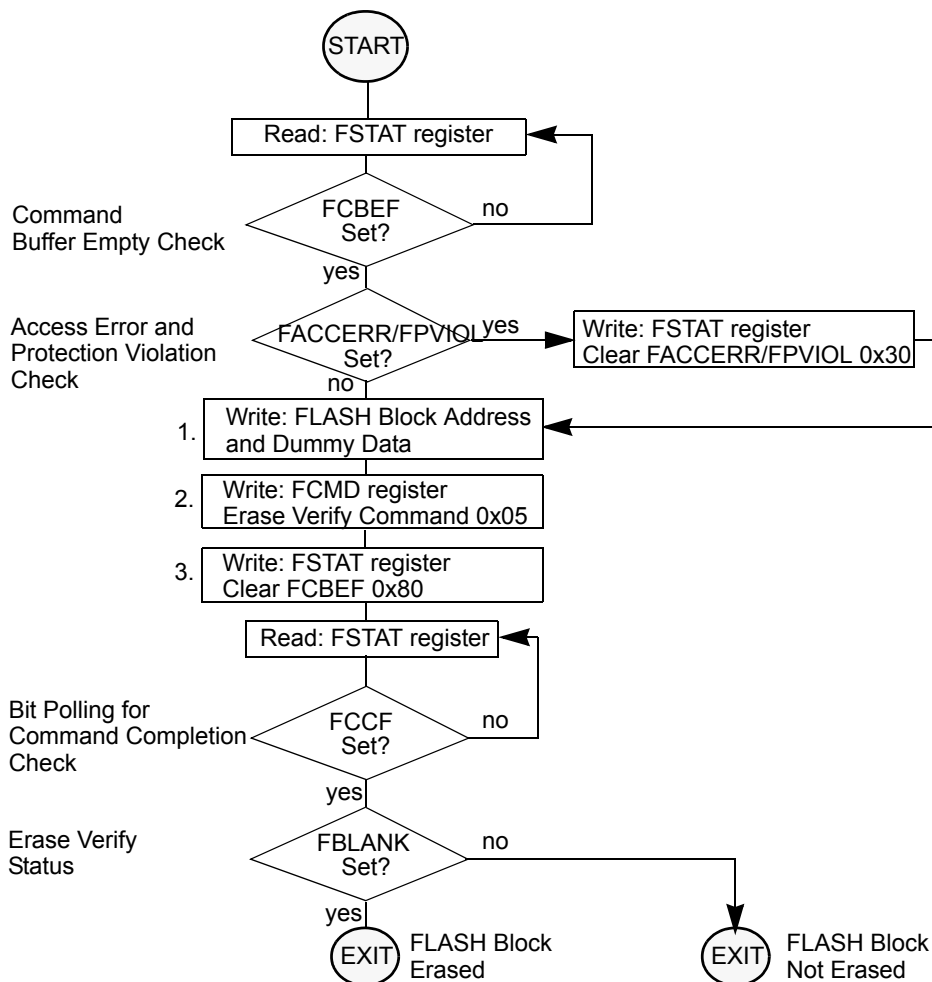 START
Read: FSTAT register
Command
Buffer Empty Check
FCBEF
Set?
no
yes
Access Error and
Protection Violation
Check
FACCERR/FPVIOL
Set?
yes
no
Write: FSTAT register
Clear FACCERR/FPVIOL 0x30
1.
Write: FLASH Block Address
and Dummy Data
2.
Write: FCMD register
Erase Verify Command 0x05
3.
Write: FSTAT register
Clear FCBEF 0x80
Read: FSTAT register
Bit Polling for
Command Completion
Check
FCCF
Set?
no
yes
Erase Verify
Status
FBLANK
Set?
no
yes
EXIT
FLASH Block
Erased
EXIT
FLASH Block
Not Erased